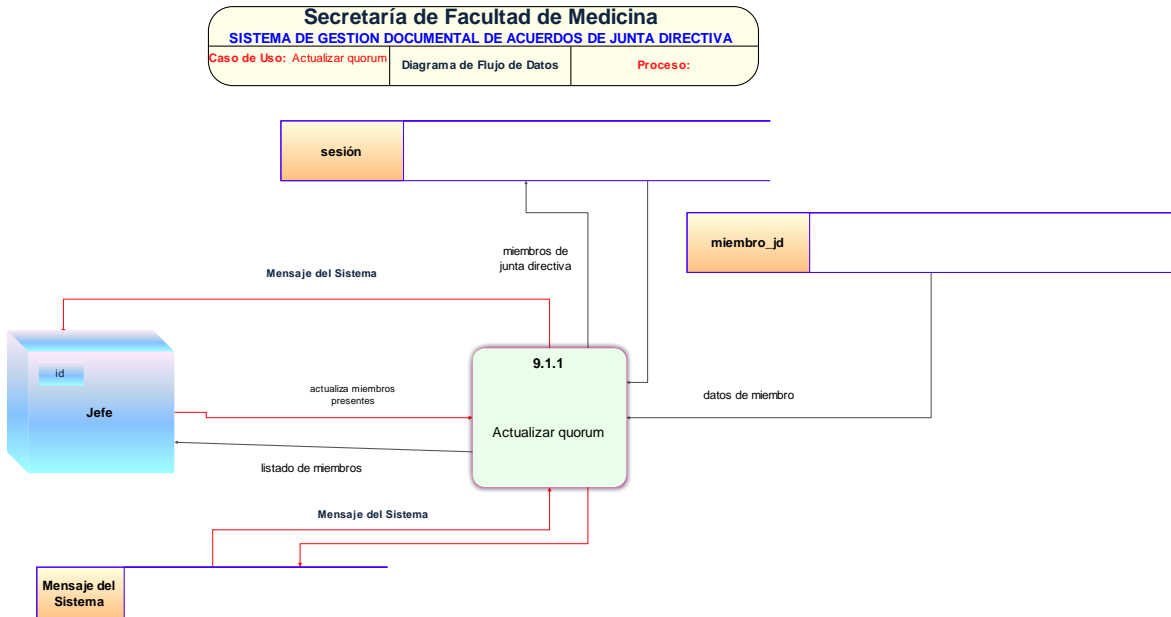 Secretaría de Facultad de Medicina
SISTEMA DE GESTION DOCUMENTAL DE ACUERDOS DE JUNTA DIRECTIVA
Caso de Uso: Actualizar quorum
Diagrama de Flujo de Datos
Proceso:
sesión
miembro_jd
miembros de
junta directiva
Mensaje del Sistema
9.1.1
id
Jefe
actualiza miembros
presentes
datos de miembro
Actualizar quorum
listado de miembros
Mensaje del Sistema
Mensaje del
Sistema